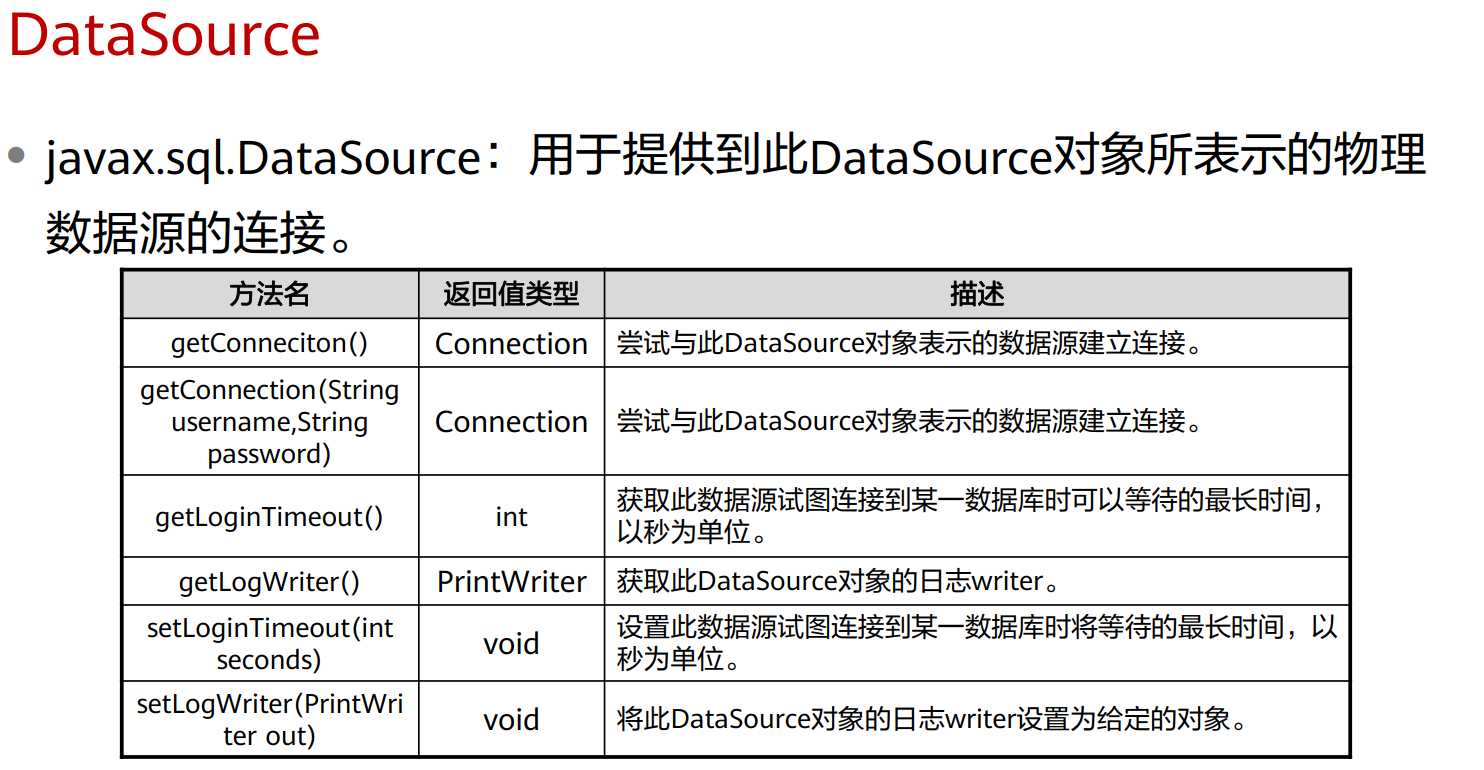 DataSource
• javax.sql.DataSource：用于提供到此DataSource对象所表示的物理
数据源的连接。
方法名 返回值类型 描述
getConneciton() Connection 尝试与此DataSource对象表示的数据源建立连接。
getConnection(String
username,String
password)
Connection
尝试与此DataSource对象表示的数据源建立连接。
getLoginTimeout()
int
获取此数据源试图连接到某一数据库时可以等待的最长时间，
以秒为单位。
getLogWriter() PrintWriter 获取此DataSource对象的日志writer。
setLoginTimeout(int
seconds)
void
设置此数据源试图连接到某一数据库时将等待的最长时间，以
秒为单位。
setLogWriter(PrintWri
ter out)
void
将此DataSource对象的日志writer设置为给定的对象。